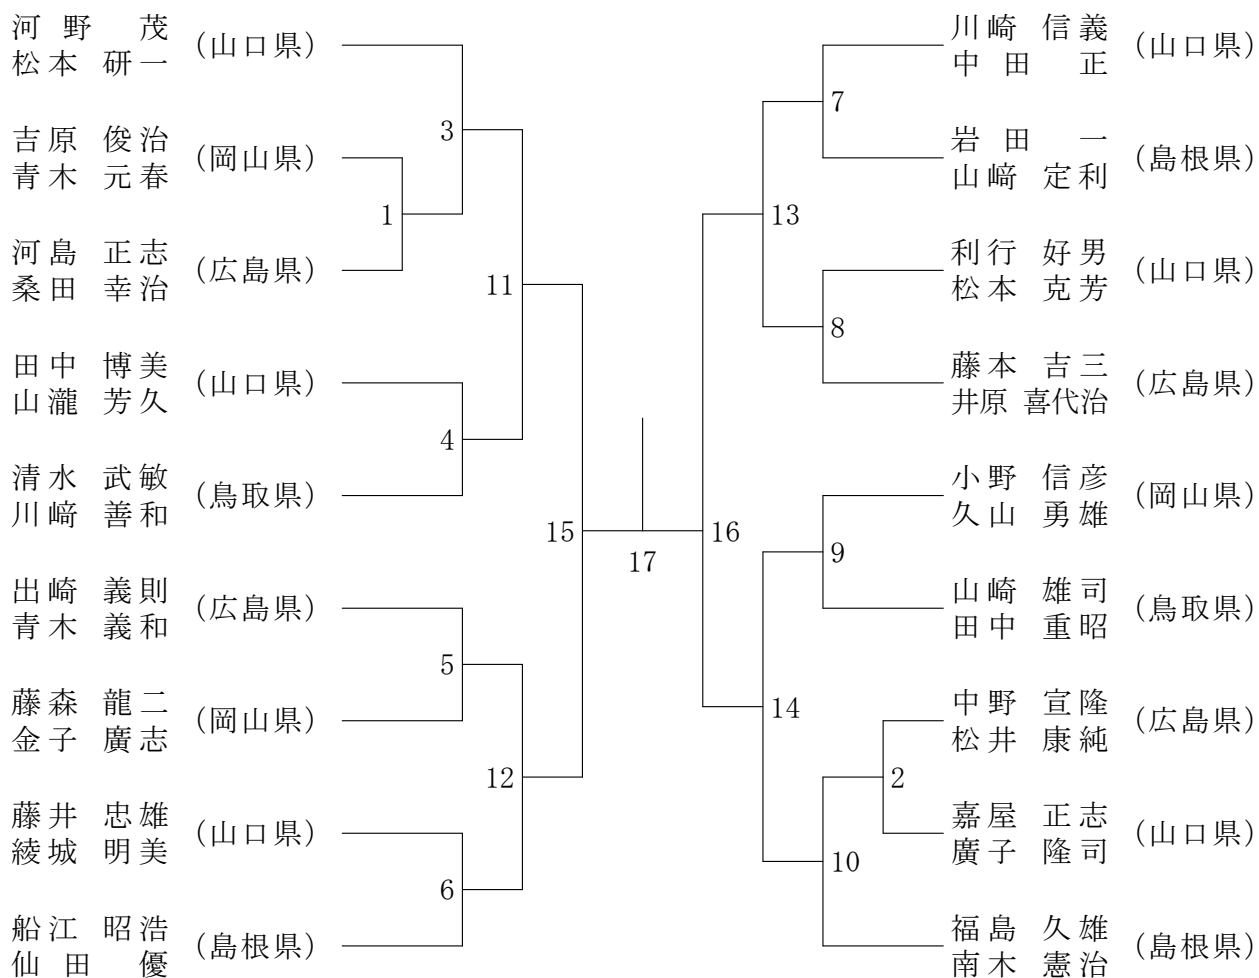 河野 茂
松本 研一
(山口県)
吉原 俊治
青木 元春
(岡山県)
河島 正志
桑田 幸治
(広島県)
田中 博美
山瀧 芳久
(山口県)
清水 武敏
川﨑 善和
(鳥取県)
出崎 義則
青木 義和
(広島県)
藤森 龍二
金子 廣志
(岡山県)
藤井 忠雄
綾城 明美
(山口県)
船江 昭浩
仙田 優
(島根県)
3
1
11
4
15
5
12
6
17
7
13
8
16
9
14
2
10
川崎 信義
中田 正
(山口県)
岩田 一
山﨑 定利
(島根県)
利行 好男
松本 克芳
(山口県)
藤本 吉三
井原 喜代治
(広島県)
小野 信彦
久山 勇雄
(岡山県)
山崎 雄司
田中 重昭
(鳥取県)
中野 宣隆
松井 康純
(広島県)
嘉屋 正志
廣子 隆司
(山口県)
福島 久雄
南木 憲治
(島根県)